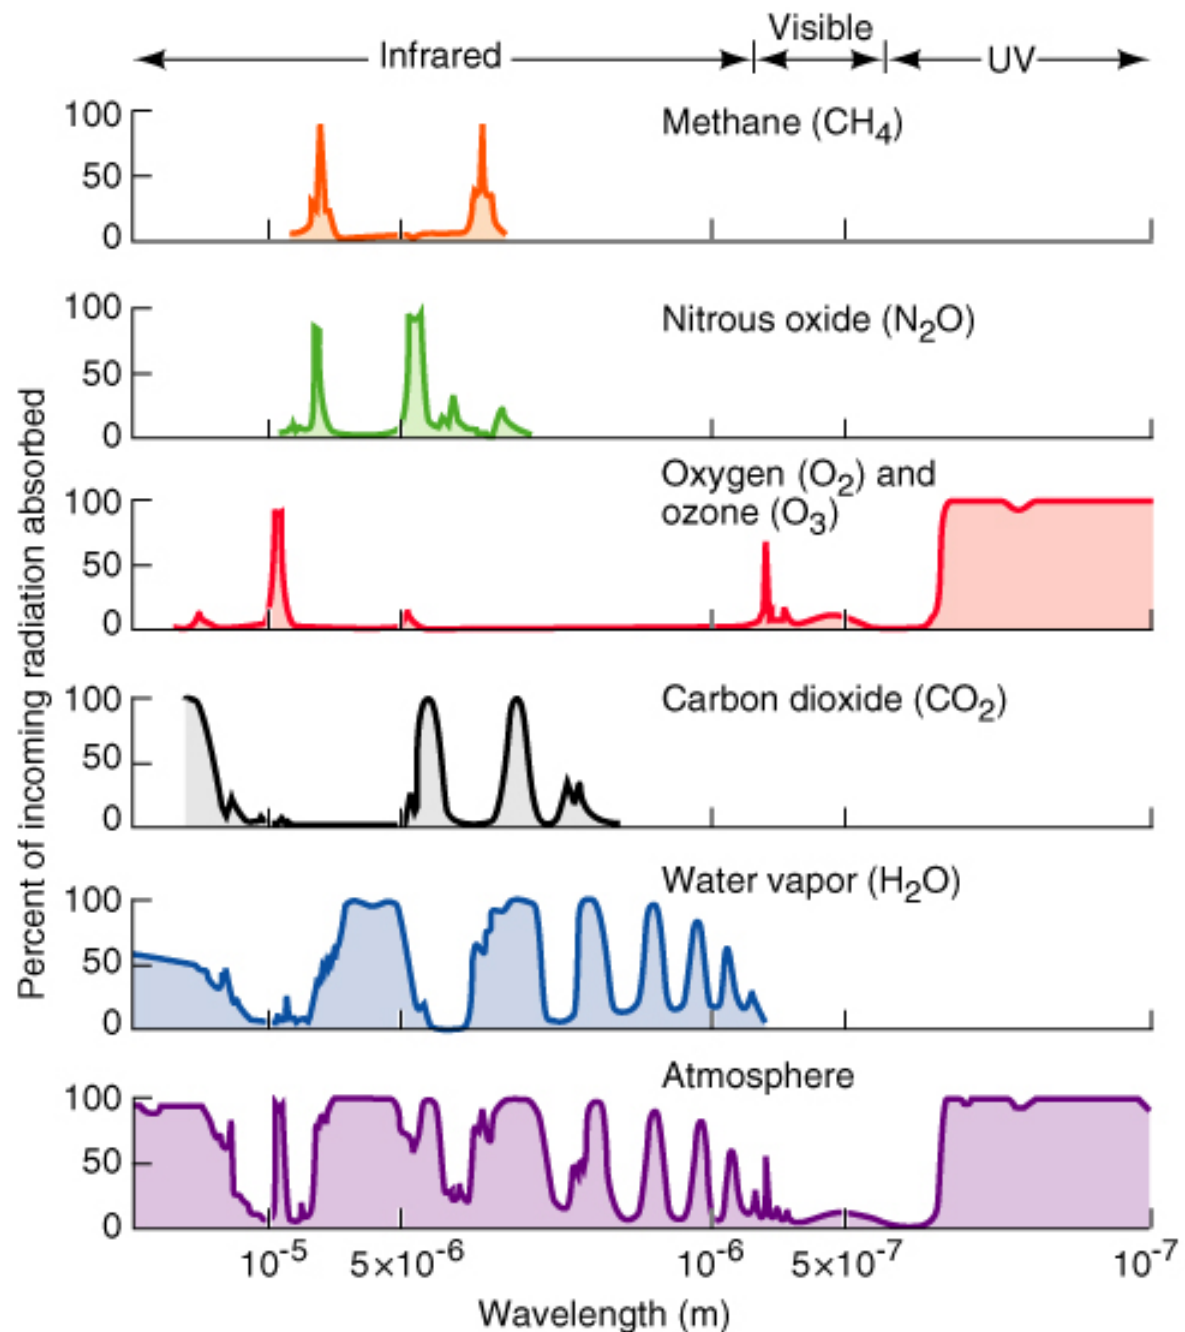 Visible
Infrared
UV
Methane (CH₄)
100
50
0
Nitrous oxide (N₂O)
100
50
0
Oxygen (O₂) and
ozone (O₃)
100
50
0
Carbon dioxide (CO₂)
100
50
0
Water vapor (H₂O)
100
50
0
Atmosphere
100
50
0
Percent of incoming radiation absorbed
10⁻⁵ 5×10⁻⁶ 10⁻⁶ 5×10⁻⁷ 10⁻⁷
Wavelength (m)